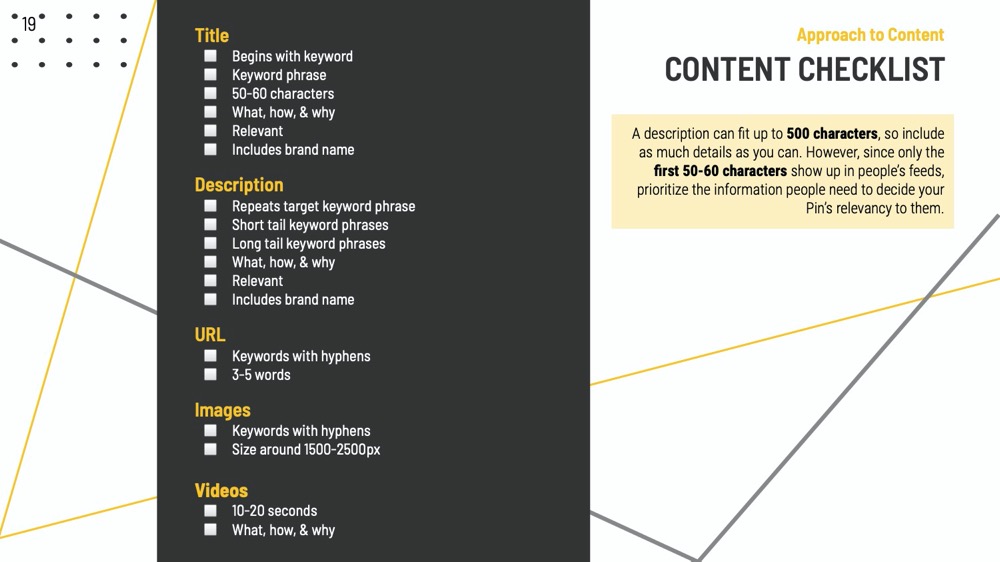 19
Title
Begins with keyword
Keyword phrase
50-60 characters
What, how, & why
Relevant
Includes brand name
Description
Repeats target keyword phrase
Short tail keyword phrases
Long tail keyword phrases
What, how, & why
Relevant
Includes brand name
URL
Keywords with hyphens
3-5 words
Images
Keywords with hyphens
Size around 1500-2500px
Videos
10-20 seconds
What, how, & why
Approach to Content
CONTENT CHECKLIST
A description can fit up to 500 characters, so include
as much details as you can. However, since only the
first 50-60 characters show up in people's feeds,
prioritize the information people need to decide your
Pin's relevancy to them.